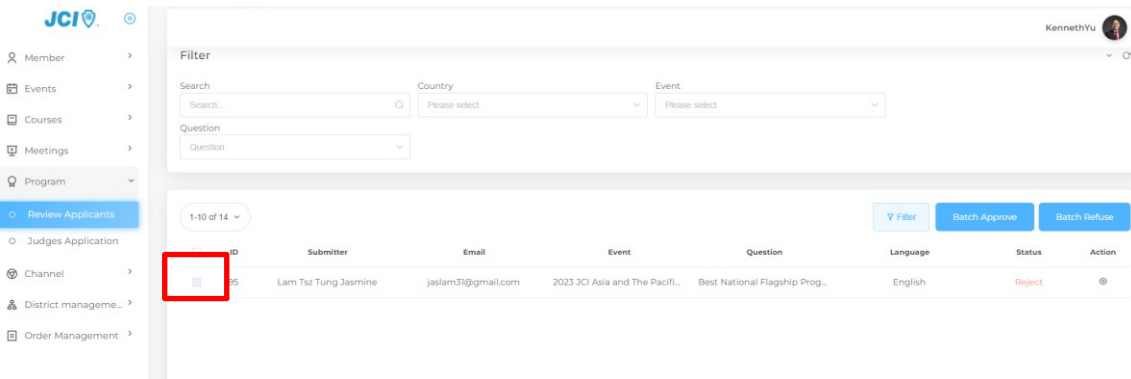 JCI
KennethYu
Member
Events
Courses
Meetings
Program
Review Applicants
Judges Application
Channel
District manageme...
Order Management
Filter
Search Country Event
Search... Please select Please select
Question
Question
1-10 of 14 Filter Batch Approve Batch Refuse
ID Submitter Email Event Question Language Status Action
95 Lam Tsz Tung Jasmine jaslam31@gmail.com 2023 JCI Asia and The Pacifi... Best National Flagship Prog... English Reject